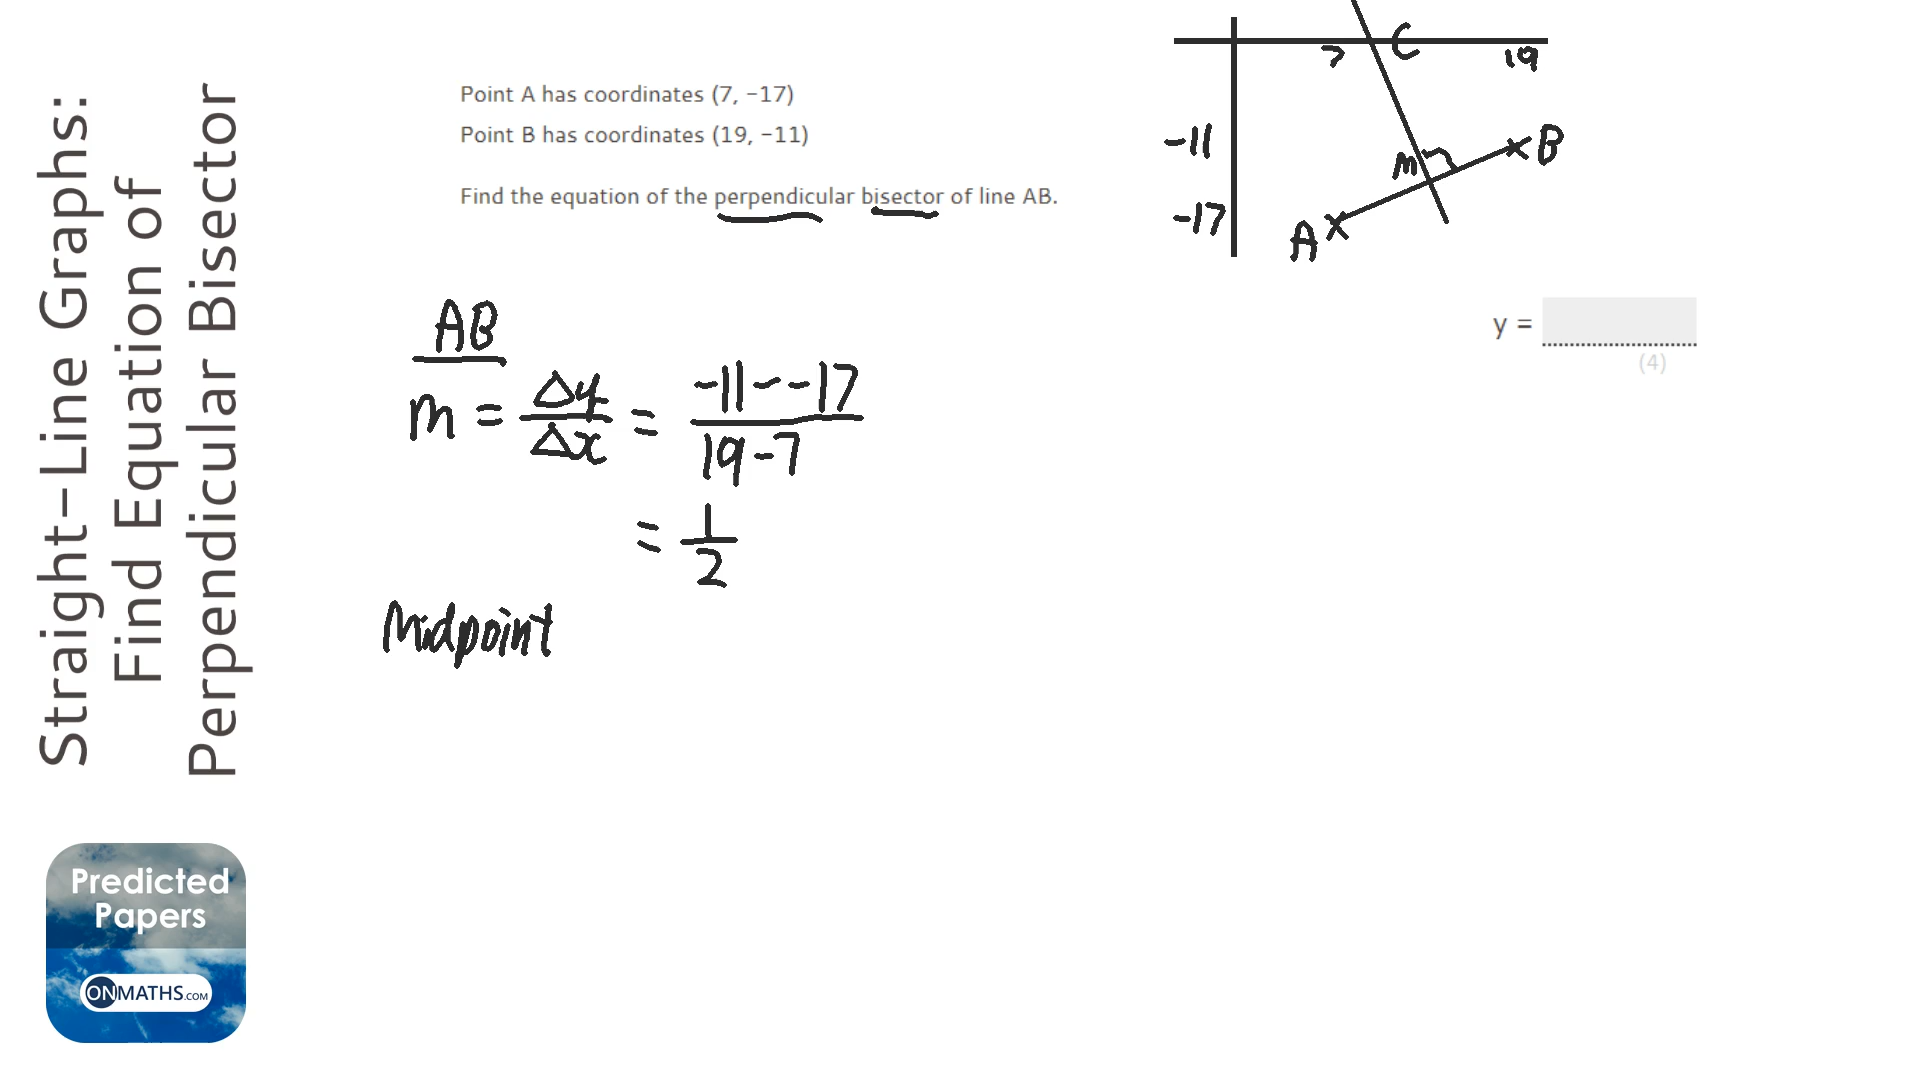 Straight-Line Graphs:
Find Equation of
Perpendicular Bisector
Point A has coordinates (7, -17)
Point B has coordinates (19, -11)
Find the equation of the perpendicular bisector of line AB.
7 C 19
-11
-17
M
B
A
y =
(4)
AB
m = Δy/Δx = -11--17/19-7
= 1/2
Midpoint
Predicted
Papers
ONMATHS.COM